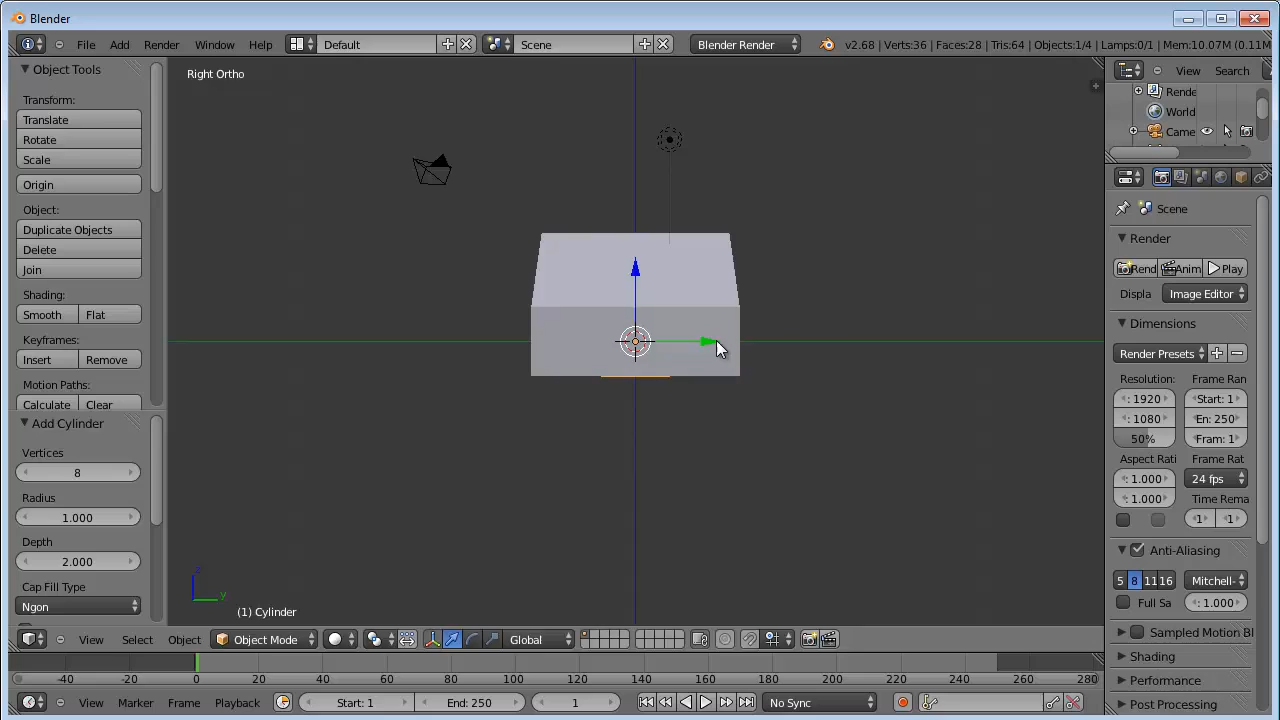 Blender
File Add Render Window Help Default Scene Blender Render v2.68 | Verts:36 | Faces:28 | Tris:64 | Objects:1/4 | Lamps:0/1 | Mem:10.07M (0.11M
Object Tools
Transform:
Translate
Rotate
Scale
Origin
Object:
Duplicate Objects
Delete
Join
Shading:
Smooth Flat
Keyframes:
Insert Remove
Motion Paths:
Calculate Clear
Add Cylinder
Vertices
8
Radius
1.000
Depth
2.000
Cap Fill Type
Ngon
Right Ortho
z
y
(1) Cylinder
View Search
Rende
World
Came
Scene
Render
Rend Anim Play
Displa Image Editor
Dimensions
Render Presets
Resolution: Frame Ran
: 1920 Start: 1
: 1080 En: 250
50% Fram: 1
Aspect Rati Frame Rat
: 1.000 24 fps
: 1.000 Time Rema
1 1
Anti-Aliasing
5 8 11 16 Mitchell-
Full Sa : 1.000
Sampled Motion Bl
Shading
Performance
Post Processing
View Select Object Object Mode Global
-40 -20 0 20 40 60 80 100 120 140 160 180 200 220 240 260 280
View Marker Frame Playback Start: 1 End: 250 1 No Sync